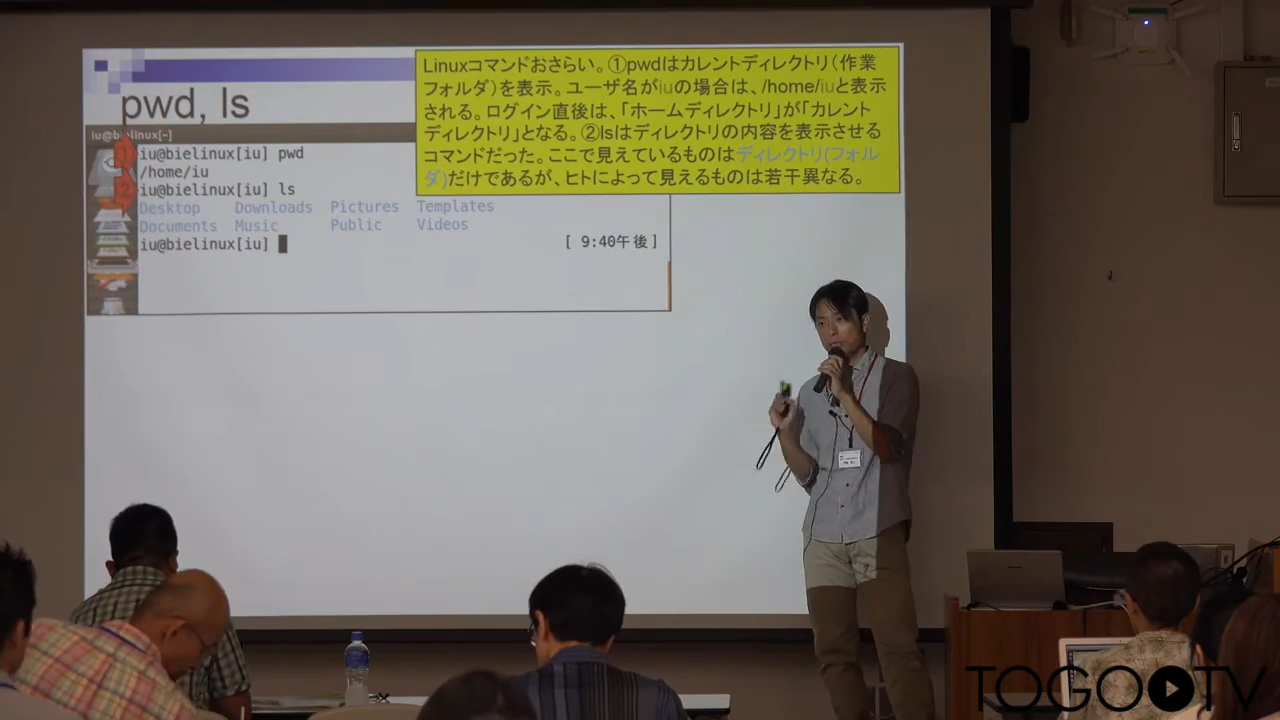 pwd, ls
Linuxコマンドおさらい。①pwdはカレントディレクトリ(作業
フォルダ)を表示。ユーザ名がiuの場合は、/home/iuと表示
される。ログイン直後は、「ホームディレクトリ」が「カレント
ディレクトリ」となる。②lsはディレクトリの内容を表示させる
コマンドだった。ここで見えているものはディレクトリ(フォル
ダ)だけであるが、ヒトによって見えるものは若干異なる。
iu@bielinux[~]
① iu@bielinux[iu] pwd
/home/iu
② iu@bielinux[iu] ls
Desktop Downloads Pictures Templates
Documents Music Public Videos
iu@bielinux[iu] [ 9:40午後]
TOGOTV